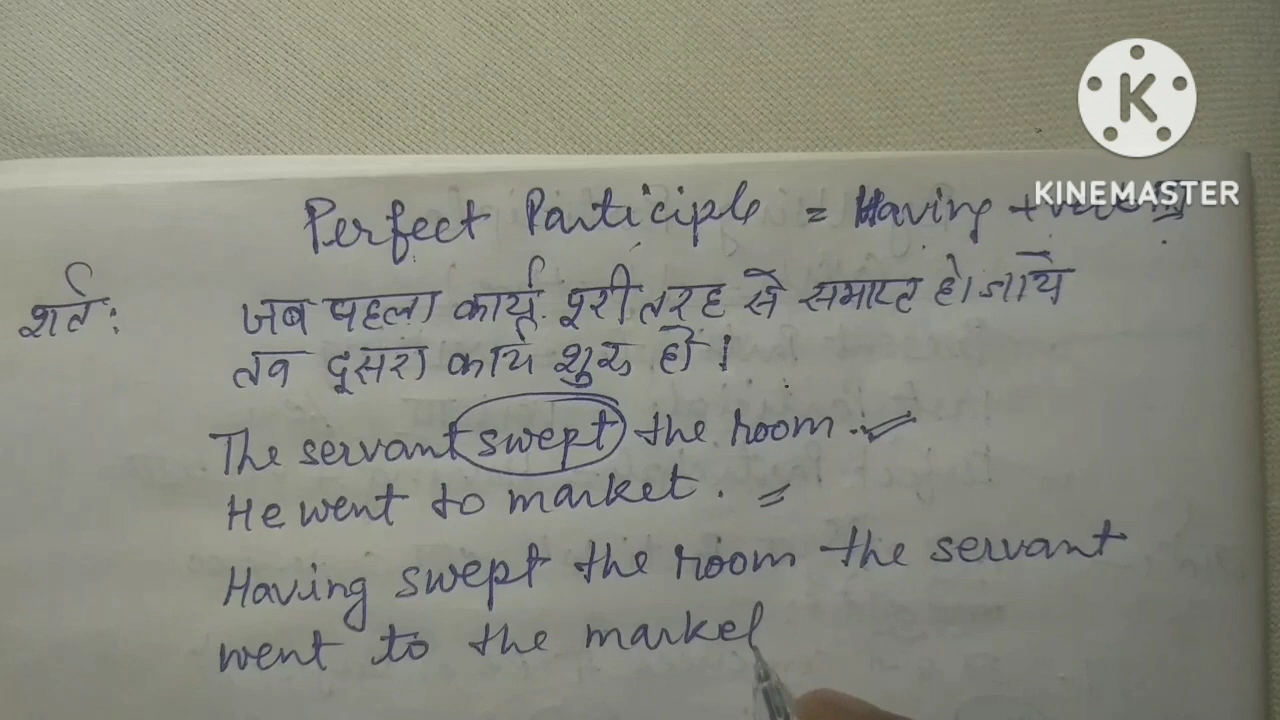 KINEMASTER
Perfect Participle = Having +
शर्त: जब पहला कार्य पूरी तरह से समाप्त हो जाये
तब दूसरा कार्य शुरू हो।
The servant swept the room.
He went to market.
Having swept the room the servant
went to the market